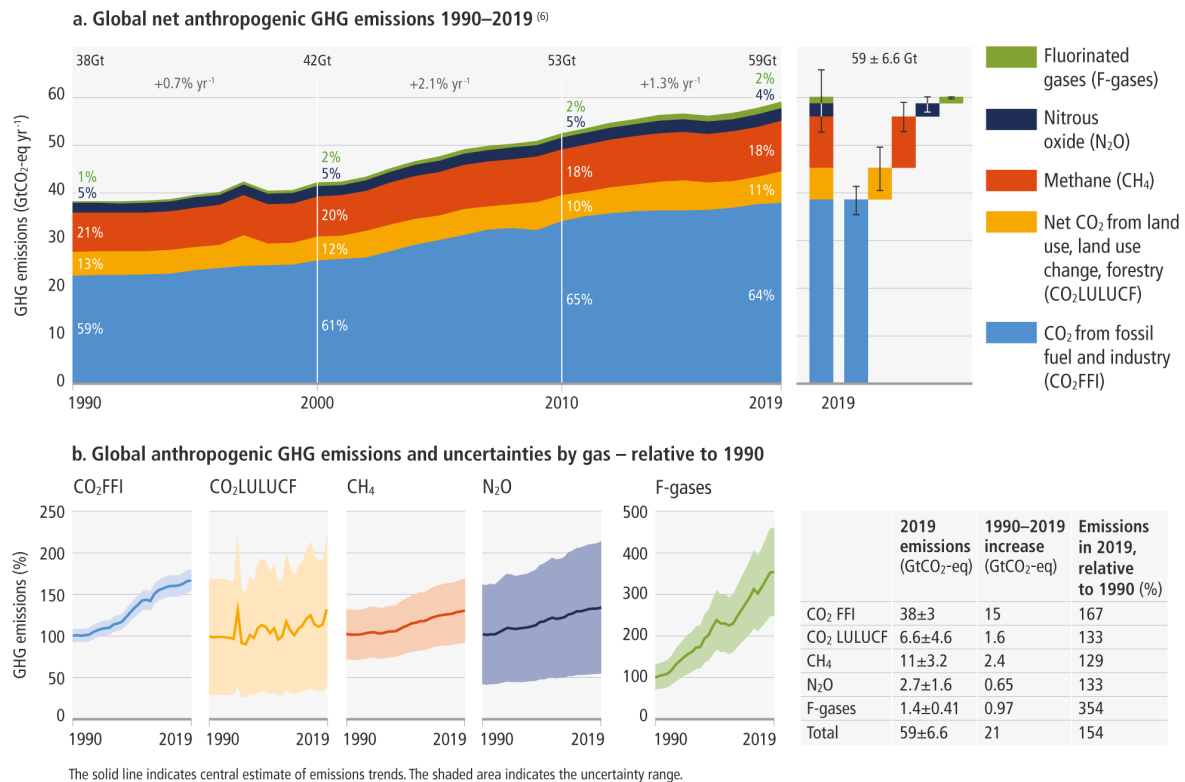 a. Global net anthropogenic GHG emissions 1990–2019 (6)
GHG emissions (GtCO₂-eq yr⁻¹)
38Gt
42Gt
53Gt
59Gt
+0.7% yr⁻¹
+2.1% yr⁻¹
+1.3% yr⁻¹
60
50
40
30
20
10
0
1%
5%
21%
13%
59%
2%
5%
20%
12%
61%
2%
5%
18%
10%
65%
2%
4%
18%
11%
64%
1990
2000
2010
2019
59 ± 6.6 Gt
2019
Fluorinated
gases (F-gases)
Nitrous
oxide (N₂O)
Methane (CH₄)
Net CO₂ from land
use, land use
change, forestry
(CO₂LULUCF)
CO₂ from fossil
fuel and industry
(CO₂FFI)
b. Global anthropogenic GHG emissions and uncertainties by gas – relative to 1990
GHG emissions (%)
CO₂FFI
CO₂LULUCF
CH₄
N₂O
F-gases
250
200
150
100
50
0
500
400
300
200
100
0
1990 2019
1990 2019
1990 2019
1990 2019
1990 2019
2019
emissions
(GtCO₂-eq)
1990–2019
increase
(GtCO₂-eq)
Emissions
in 2019,
relative
to 1990 (%)
CO₂ FFI 38±3 15 167
CO₂ LULUCF 6.6±4.6 1.6 133
CH₄ 11±3.2 2.4 129
N₂O 2.7±1.6 0.65 133
F-gases 1.4±0.41 0.97 354
Total 59±6.6 21 154
The solid line indicates central estimate of emissions trends. The shaded area indicates the uncertainty range.